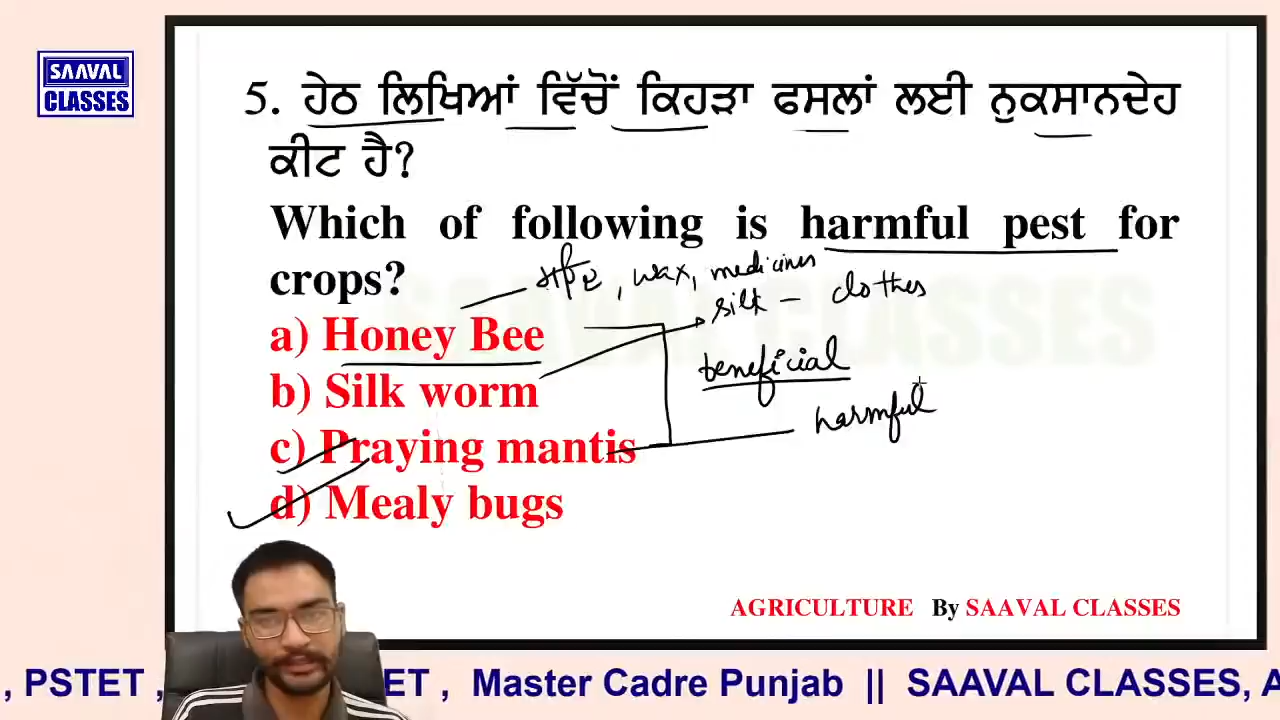 SAAVAL
CLASSES
5. ਹੇਠ ਲਿਖਿਆਂ ਵਿੱਚੋਂ ਕਿਹੜਾ ਫਸਲਾਂ ਲਈ ਨੁਕਸਾਨਦੇਹ
ਕੀਟ ਹੈ?
Which of following is harmful pest for
crops?
, wax, medicines
silk - clothes
a) Honey Bee
beneficial
b) Silk worm
harmful
c) Praying mantis
d) Mealy bugs
AGRICULTURE By SAAVAL CLASSES
, PSTET , ET , Master Cadre Punjab || SAAVAL CLASSES, A